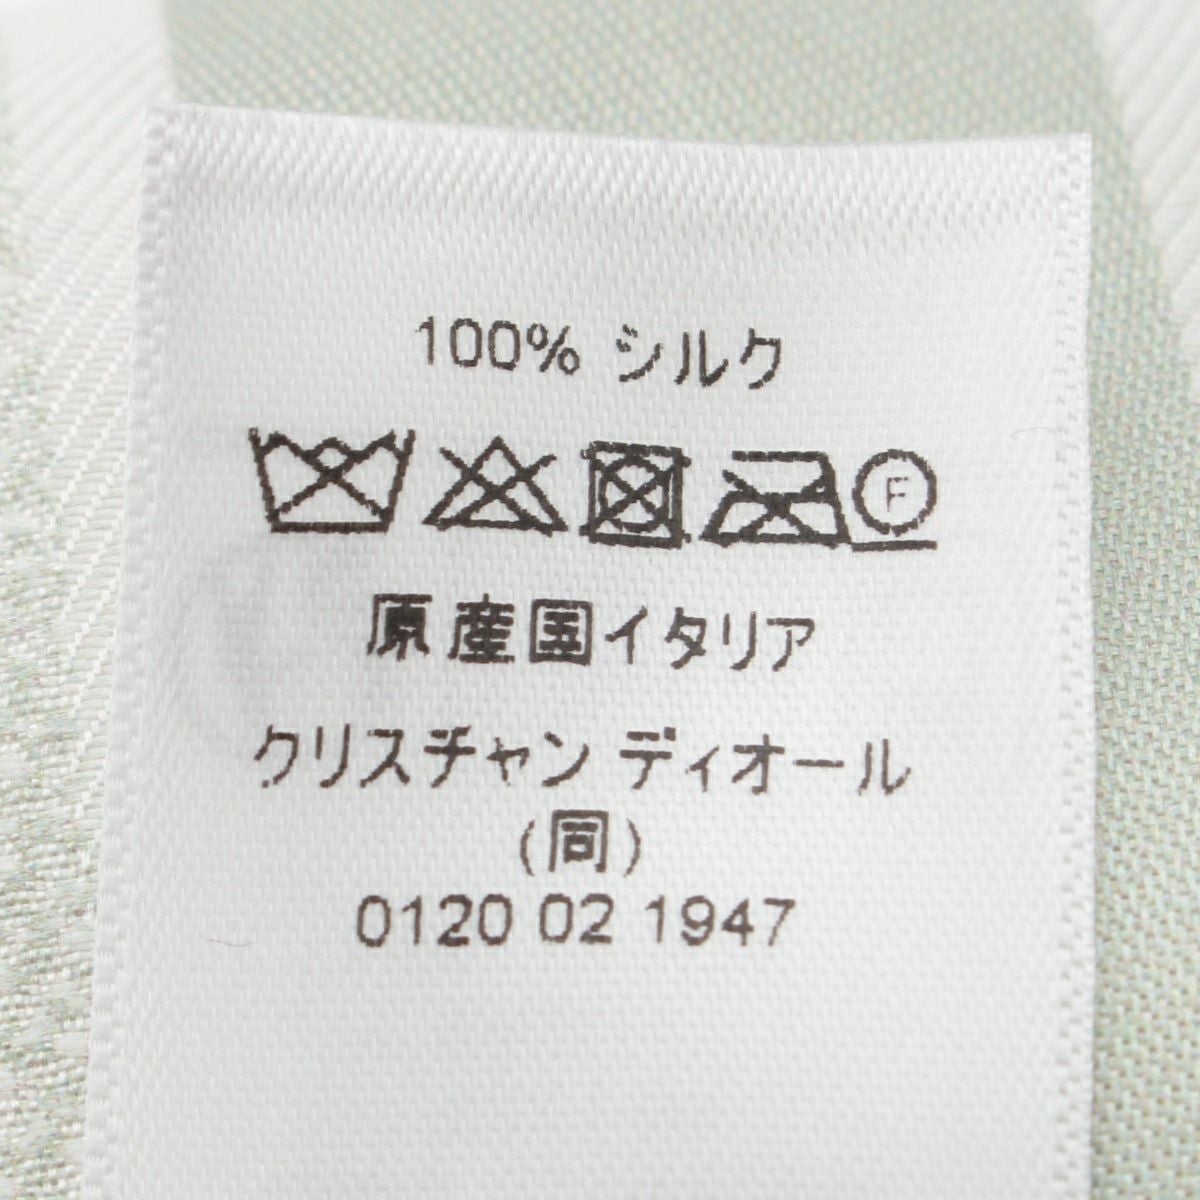 100% シルク
F
原産国イタリア
クリスチャン ディオール
(同)
0120 02 1947